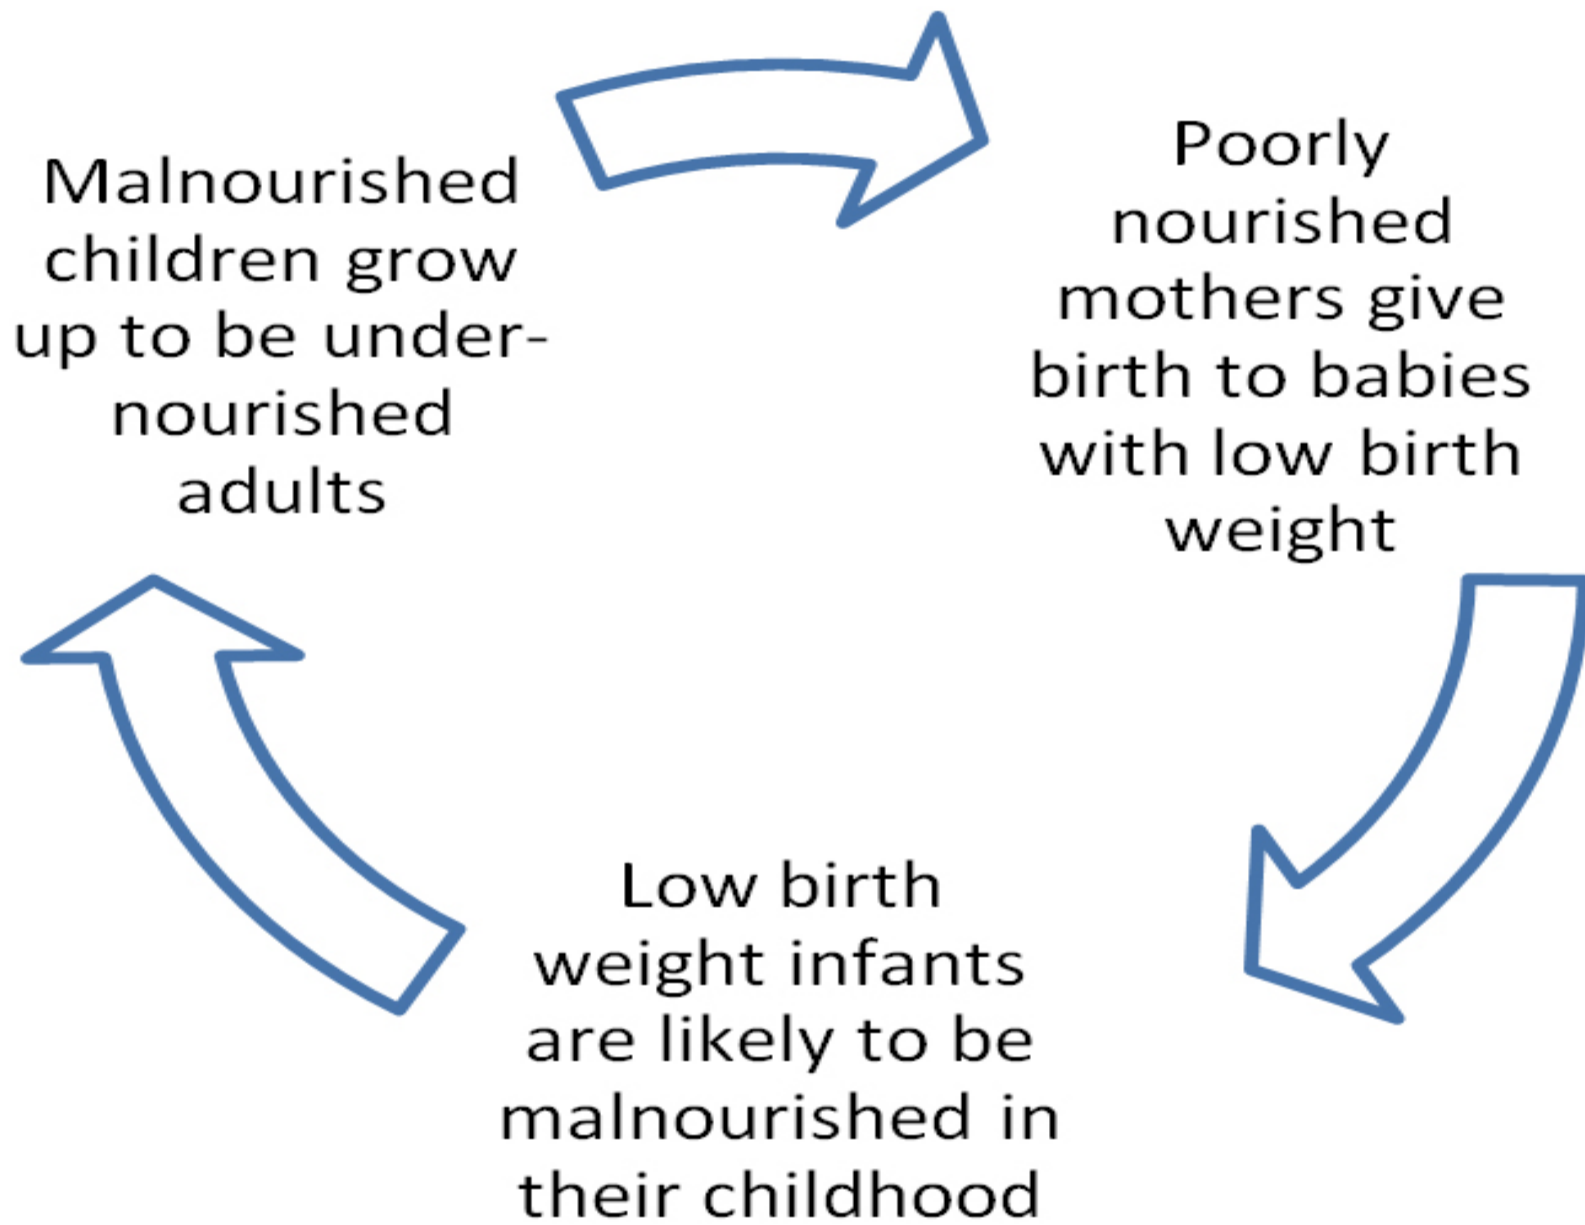 Malnourished
children grow
up to be under-
nourished
adults
Poorly
nourished
mothers give
birth to babies
with low birth
weight
Low birth
weight infants
are likely to be
malnourished in
their childhood